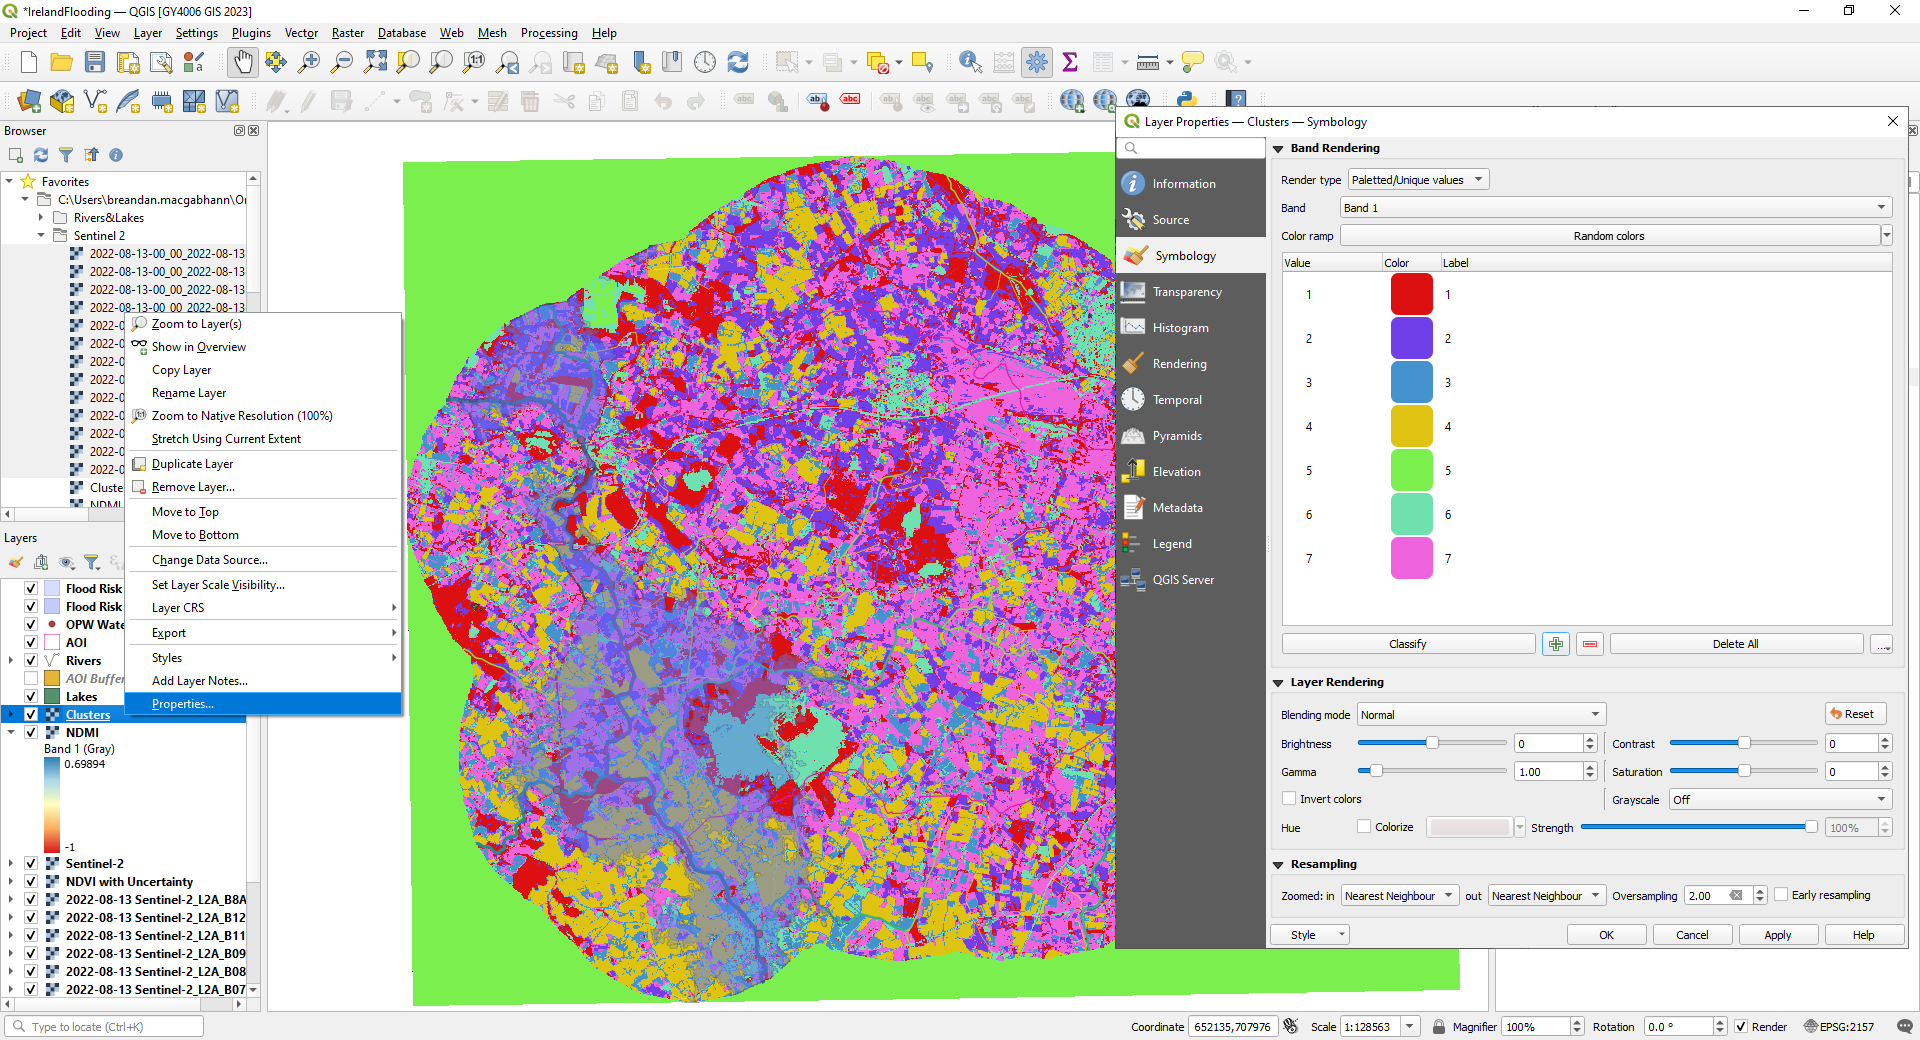 *IrelandFlooding — QGIS [GY4006 GIS 2023]
Project Edit View Layer Settings Plugins Vector Raster Database Web Mesh Processing Help
Browser
Favorites
C:\Users\breandan.macgabhann\Or
Rivers&Lakes
Sentinel 2
2022-08-13-00_00_2022-08-13
2022-08-13-00_00_2022-08-13
2022-08-13-00_00_2022-08-13
2022-08-13-00_00_2022-08-13
2022-0
2022-0
2022-0
2022-0
2022-0
2022-0
2022-0
2022-0
2022-0
Cluste
NDMI
Zoom to Layer(s)
Show in Overview
Copy Layer
Rename Layer
Zoom to Native Resolution (100%)
Stretch Using Current Extent
Duplicate Layer
Remove Layer...
Move to Top
Move to Bottom
Change Data Source...
Set Layer Scale Visibility...
Layer CRS
Export
Styles
Add Layer Notes...
Properties...
Layers
Flood Risk
Flood Risk
OPW Wate
AOI
Rivers
AOI Buffer
Lakes
Clusters
NDMI
Band 1 (Gray)
0.69894
-1
Sentinel-2
NDVI with Uncertainty
2022-08-13 Sentinel-2_L2A_B8A
2022-08-13 Sentinel-2_L2A_B12
2022-08-13 Sentinel-2_L2A_B11
2022-08-13 Sentinel-2_L2A_B09
2022-08-13 Sentinel-2_L2A_B08
2022-08-13 Sentinel-2_L2A_B07
Layer Properties — Clusters — Symbology
Information
Source
Symbology
Transparency
Histogram
Rendering
Temporal
Pyramids
Elevation
Metadata
Legend
QGIS Server
Band Rendering
Render type Paletted/Unique values
Band Band 1
Color ramp Random colors
Value Color Label
1 1
2 2
3 3
4 4
5 5
6 6
7 7
Classify Delete All ...
Layer Rendering
Blending mode Normal Reset
Brightness 0 Contrast 0
Gamma 1.00 Saturation 0
Invert colors Grayscale Off
Hue Colorize Strength 100%
Resampling
Zoomed: in Nearest Neighbour out Nearest Neighbour Oversampling 2.00 Early resampling
Style OK Cancel Apply Help
Type to locate (Ctrl+K) Coordinate 652135,707976 Scale 1:128563 Magnifier 100% Rotation 0.0 ° Render EPSG:2157